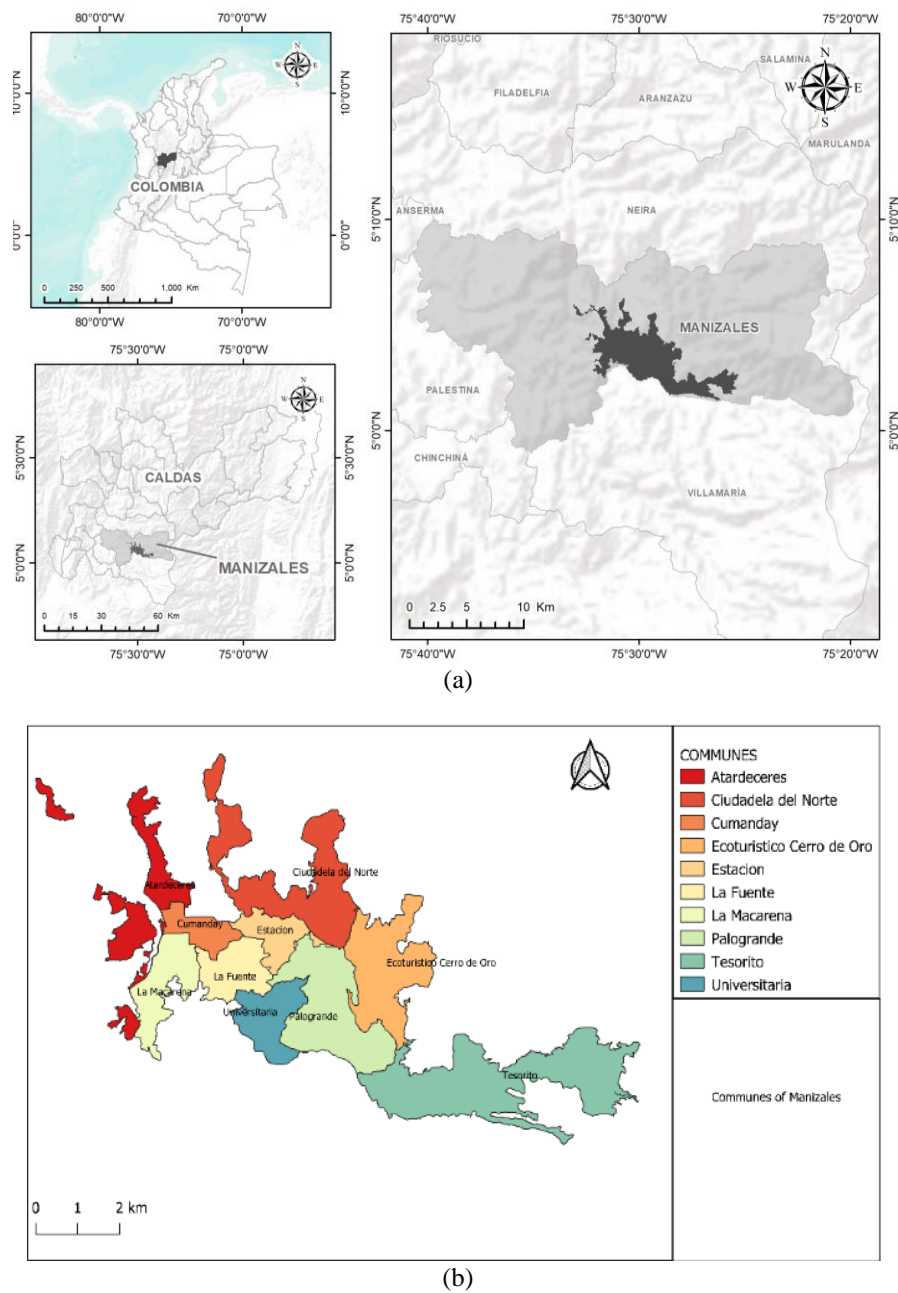 80°0'0"W 70°0'0"W
10°0'0"N 10°0'0"N
N
W E
S
COLOMBIA
0°0'0" 0°0'0"
0 250 500 1,000 Km
80°0'0"W 70°0'0"W
75°30'0"W 75°0'0"W
N
W E
S
5°30'0"N 5°30'0"N
CALDAS
5°0'0"N 5°0'0"N
MANIZALES
0 15 30 60 Km
75°30'0"W 75°0'0"W
75°40'0"W 75°30'0"W 75°20'0"W
RIOSUCIO
SALAMINA
N
W E
S
FILADELFIA
ARANZAZU
MARULANDA
ANSERMA
NEIRA
5°10'0"N 5°10'0"N
MANIZALES
PALESTINA
5°0'0"N 5°0'0"N
CHINCHINÁ
VILLAMARÍA
0 2.5 5 10 Km
75°40'0"W 75°30'0"W 75°20'0"W
(a)
Atardeceres
Ciudadela del Norte
Cumanday
Estacion
Ecoturistico Cerro de Oro
La Fuente
La Macarena
Universitaria
Palogrande
Tesorito
0 1 2 km
COMMUNES
Atardeceres
Ciudadela del Norte
Cumanday
Ecoturistico Cerro de Oro
Estacion
La Fuente
La Macarena
Palogrande
Tesorito
Universitaria
Communes of Manizales
(b)